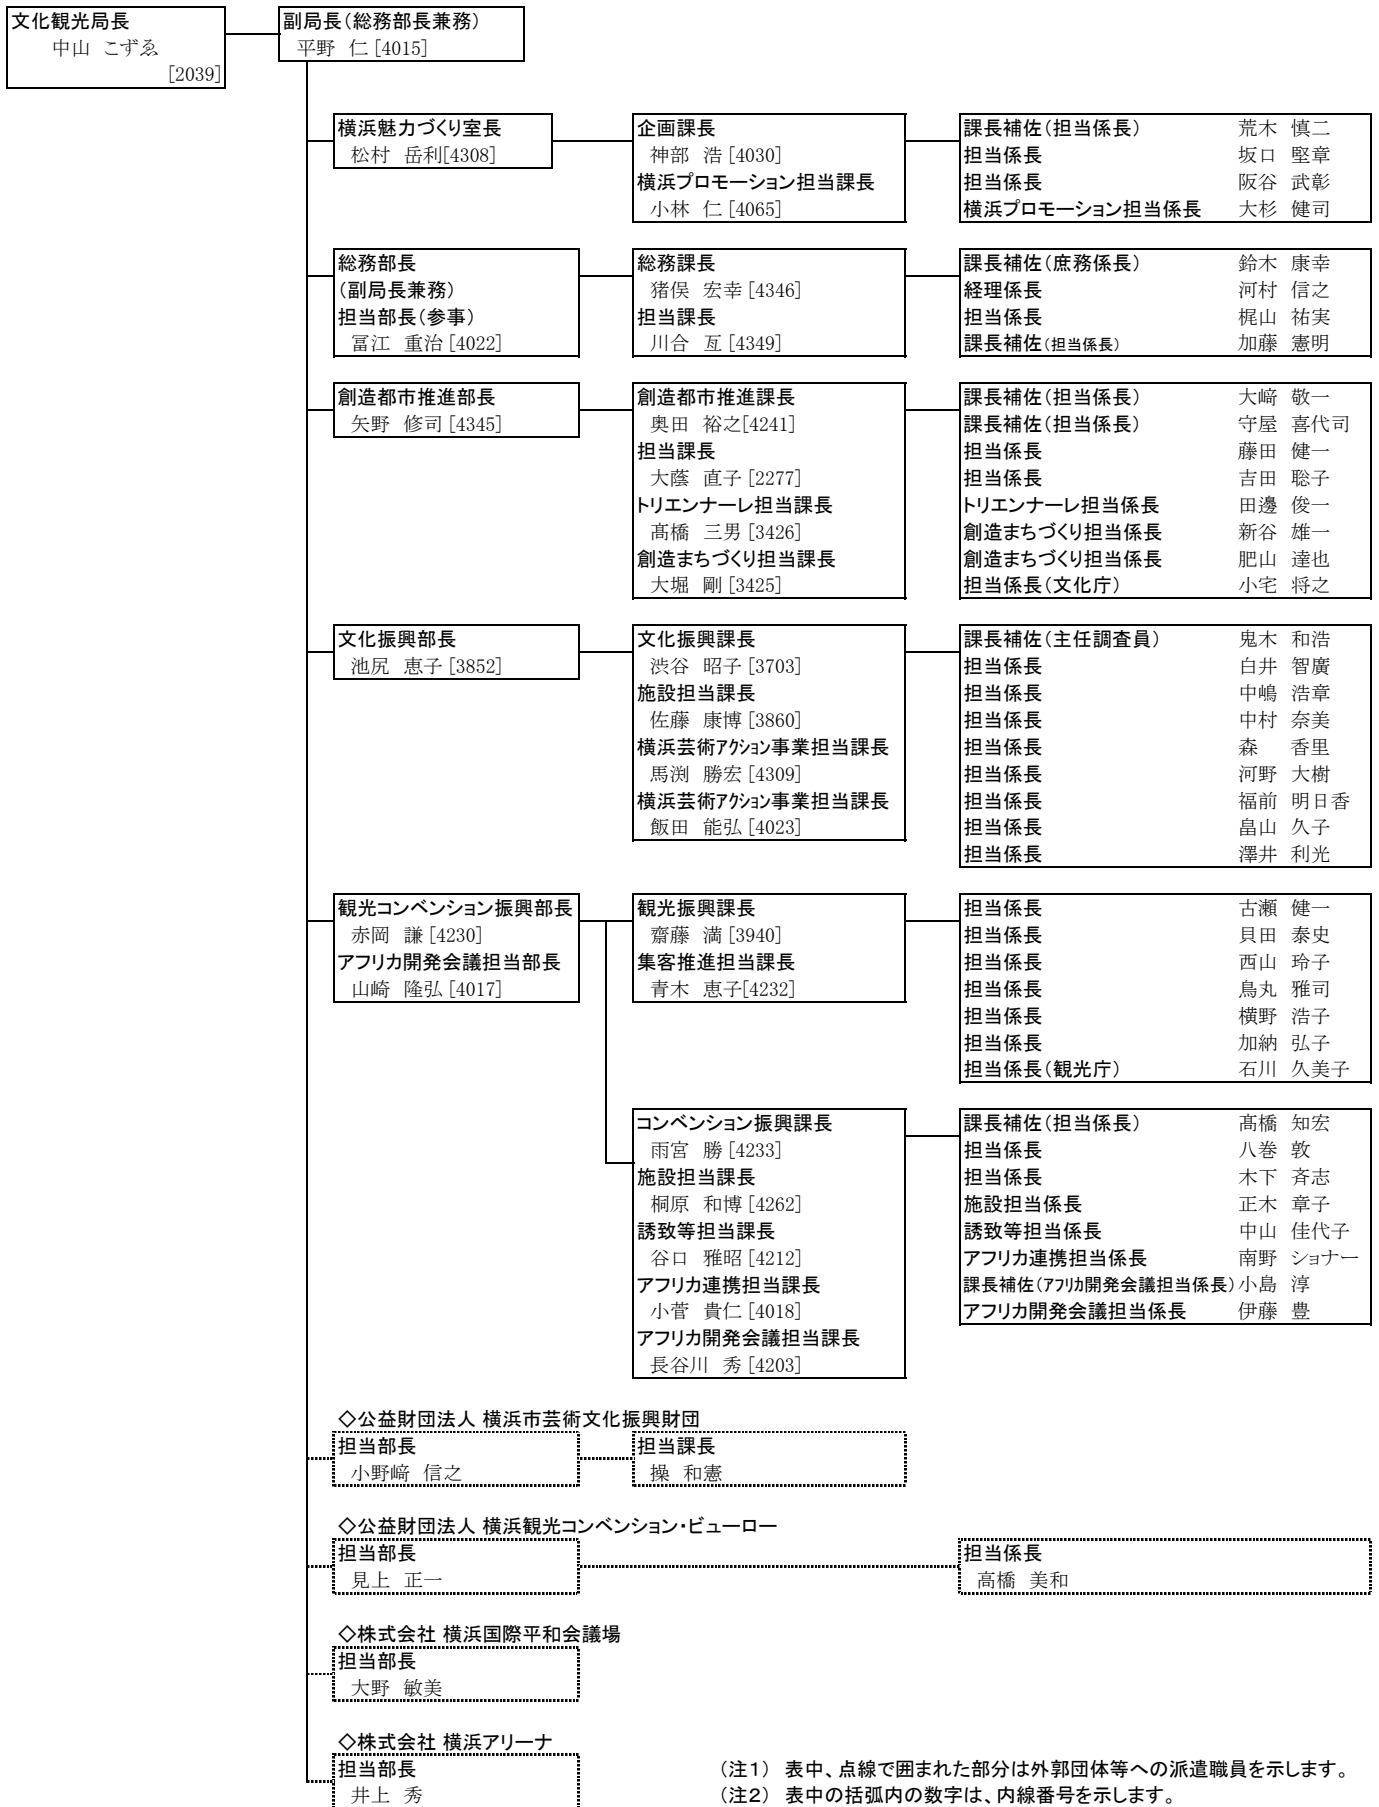 文化観光局長
中山 こずゑ
[2039]
副局長(総務部長兼務)
平野 仁 [4015]
横浜魅力づくり室長
松村 岳利[4308]
企画課長
神部 浩 [4030]
横浜プロモーション担当課長
小林 仁 [4065]
課長補佐(担当係長) 荒木 慎二
担当係長 坂口 堅章
担当係長 阪谷 武彰
横浜プロモーション担当係長 大杉 健司
総務部長
(副局長兼務)
担当部長(参事)
冨江 重治 [4022]
総務課長
猪俣 宏幸 [4346]
担当課長
川合 亙 [4349]
課長補佐(庶務係長) 鈴木 康幸
経理係長 河村 信之
担当係長 梶山 祐実
課長補佐(担当係長) 加藤 憲明
創造都市推進部長
矢野 修司 [4345]
創造都市推進課長
奥田 裕之[4241]
担当課長
大蔭 直子 [2277]
トリエンナーレ担当課長
髙橋 三男 [3426]
創造まちづくり担当課長
大堀 剛 [3425]
課長補佐(担当係長) 大﨑 敬一
課長補佐(担当係長) 守屋 喜代司
担当係長 藤田 健一
担当係長 吉田 聡子
トリエンナーレ担当係長 田邊 俊一
創造まちづくり担当係長 新谷 雄一
創造まちづくり担当係長 肥山 達也
担当係長(文化庁) 小宅 将之
文化振興部長
池尻 恵子 [3852]
文化振興課長
渋谷 昭子 [3703]
施設担当課長
佐藤 康博 [3860]
横浜芸術アクション事業担当課長
馬渕 勝宏 [4309]
横浜芸術アクション事業担当課長
飯田 能弘 [4023]
課長補佐(主任調査員) 鬼木 和浩
担当係長 白井 智廣
担当係長 中嶋 浩章
担当係長 中村 奈美
担当係長 森 香里
担当係長 河野 大樹
担当係長 福前 明日香
担当係長 畠山 久子
担当係長 澤井 利光
観光コンベンション振興部長
赤岡 謙 [4230]
アフリカ開発会議担当部長
山崎 隆弘 [4017]
観光振興課長
齋藤 満 [3940]
集客推進担当課長
青木 恵子[4232]
担当係長 古瀬 健一
担当係長 貝田 泰史
担当係長 西山 玲子
担当係長 鳥丸 雅司
担当係長 横野 浩子
担当係長 加納 弘子
担当係長(観光庁) 石川 久美子
コンベンション振興課長
雨宮 勝 [4233]
施設担当課長
桐原 和博 [4262]
誘致等担当課長
谷口 雅昭 [4212]
アフリカ連携担当課長
小菅 貴仁 [4018]
アフリカ開発会議担当課長
長谷川 秀 [4203]
課長補佐(担当係長) 髙橋 知宏
担当係長 八巻 敦
担当係長 木下 斉志
施設担当係長 正木 章子
誘致等担当係長 中山 佳代子
アフリカ連携担当係長 南野 ショナー
課長補佐(アフリカ開発会議担当係長)小島 淳
アフリカ開発会議担当係長 伊藤 豊
◇公益財団法人 横浜市芸術文化振興財団
担当部長
小野﨑 信之
担当課長
操 和憲
◇公益財団法人 横浜観光コンベンション・ビューロー
担当部長
見上 正一
担当係長
高橋 美和
◇株式会社 横浜国際平和会議場
担当部長
大野 敏美
◇株式会社 横浜アリーナ
担当部長
井上 秀
(注1) 表中、点線で囲まれた部分は外郭団体等への派遣職員を示します。
(注2) 表中の括弧内の数字は、内線番号を示します。